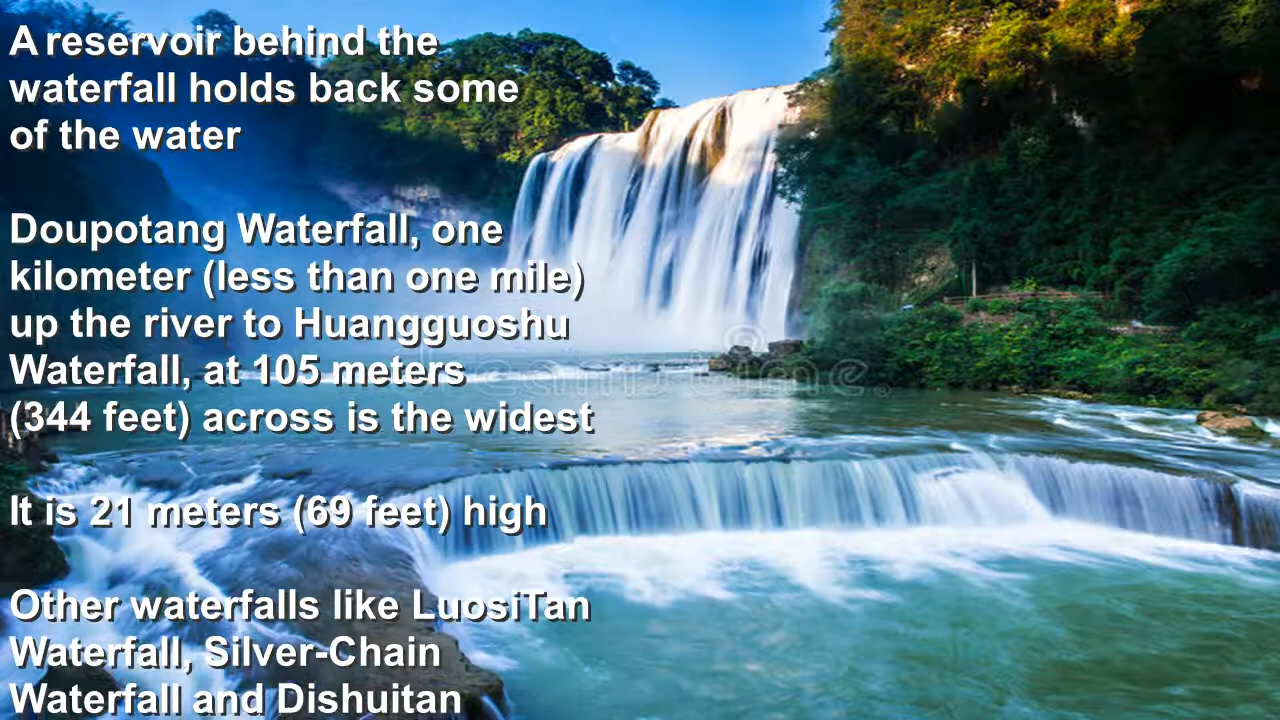 A reservoir behind the
waterfall holds back some
of the water
Doupotang Waterfall, one
kilometer (less than one mile)
up the river to Huangguoshu
Waterfall, at 105 meters
(344 feet) across is the widest
It is 21 meters (69 feet) high
Other waterfalls like LuosiTan
Waterfall, Silver-Chain
Waterfall and Dishuitan
dreamstime.